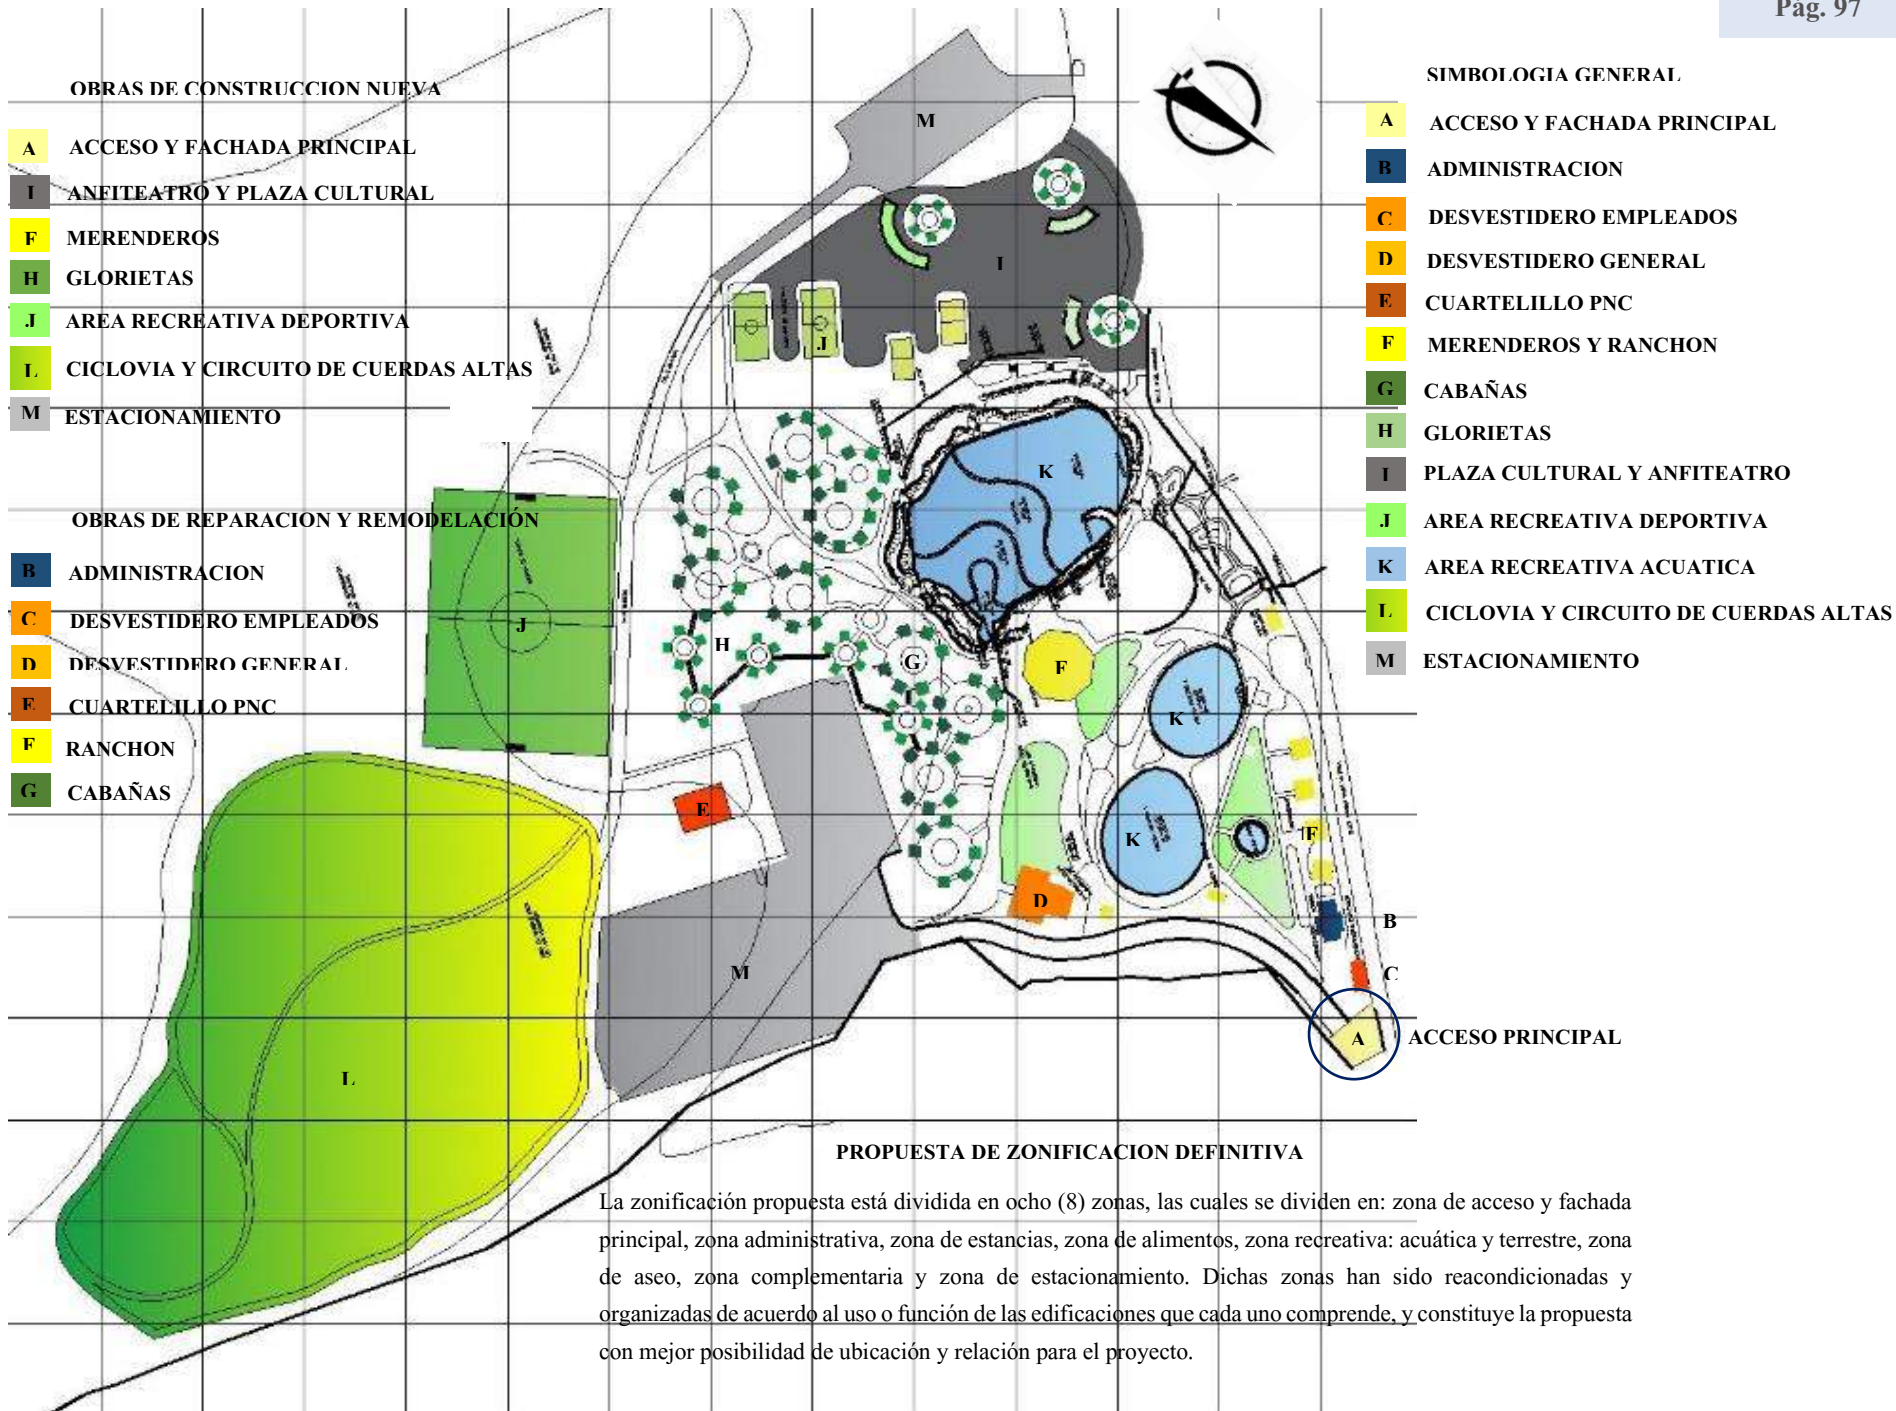 Pág. 97
OBRAS DE CONSTRUCCION NUEVA
A ACCESO Y FACHADA PRINCIPAL
I ANFITEATRO Y PLAZA CULTURAL
F MERENDEROS
H GLORIETAS
J AREA RECREATIVA DEPORTIVA
L CICLOVIA Y CIRCUITO DE CUERDAS ALTAS
M ESTACIONAMIENTO
OBRAS DE REPARACION Y REMODELACIÓN
B ADMINISTRACION
C DESVESTIDERO EMPLEADOS
D DESVESTIDERO GENERAL
E CUARTELILLO PNC
F RANCHON
G CABAÑAS
SIMBOLOGIA GENERAL
A ACCESO Y FACHADA PRINCIPAL
B ADMINISTRACION
C DESVESTIDERO EMPLEADOS
D DESVESTIDERO GENERAL
E CUARTELILLO PNC
F MERENDEROS Y RANCHON
G CABAÑAS
H GLORIETAS
I PLAZA CULTURAL Y ANFITEATRO
J AREA RECREATIVA DEPORTIVA
K AREA RECREATIVA ACUATICA
L CICLOVIA Y CIRCUITO DE CUERDAS ALTAS
M ESTACIONAMIENTO
M
I
J
K
J
H
G
F
K
E
K
F
D
B
M
C
A ACCESO PRINCIPAL
L
PROPUESTA DE ZONIFICACION DEFINITIVA
La zonificación propuesta está dividida en ocho (8) zonas, las cuales se dividen en: zona de acceso y fachada
principal, zona administrativa, zona de estancias, zona de alimentos, zona recreativa: acuática y terrestre, zona
de aseo, zona complementaria y zona de estacionamiento. Dichas zonas han sido reacondicionadas y
organizadas de acuerdo al uso o función de las edificaciones que cada uno comprende, y constituye la propuesta
con mejor posibilidad de ubicación y relación para el proyecto.